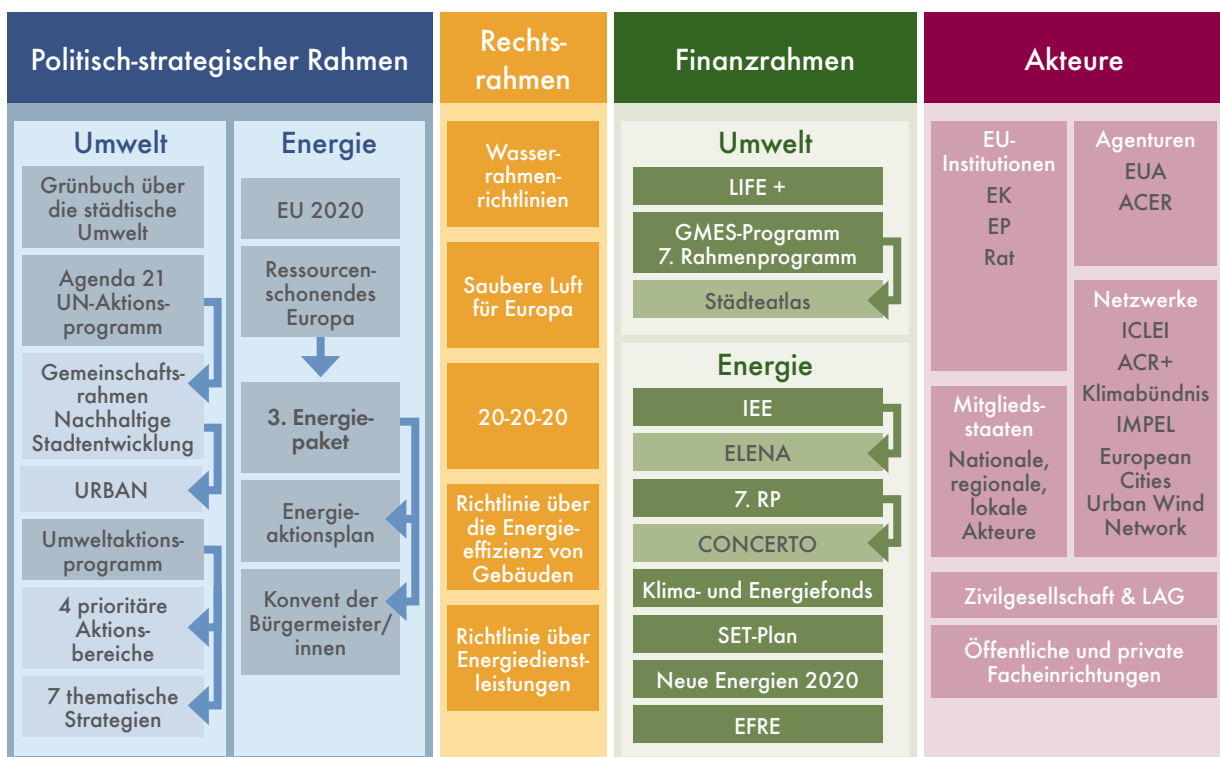 Politisch-strategischer Rahmen
Umwelt
Grünbuch über
die städtische
Umwelt
Agenda 21
UN-Aktions-
programm
Gemeinschafts-
rahmen
Nachhaltige
Stadtentwicklung
URBAN
Umweltaktions-
programm
4 prioritäre
Aktions-
bereiche
7 thematische
Strategien
Energie
EU 2020
Ressourcen-
schonendes
Europa
3. Energie-
paket
Energie-
aktionsplan
Konvent der
Bürgermeister/
innen
Rechts-
rahmen
Wasser-
rahmen-
richtlinien
Saubere Luft
für Europa
20-20-20
Richtlinie über
die Energie-
effizienz von
Gebäuden
Richtlinie über
Energiedienst-
leistungen
Finanzrahmen
Umwelt
LIFE +
GMES-Programm
7. Rahmenprogramm
Städteatlas
Energie
IEE
ELENA
7. RP
CONCERTO
Klima- und Energiefonds
SET-Plan
Neue Energien 2020
EFRE
Akteure
EU-
Institutionen
EK
EP
Rat
Agenturen
EUA
ACER
Mitglieds-
staaten
Nationale,
regionale,
lokale
Akteure
Netzwerke
ICLEI
ACR+
Klimabündnis
IMPEL
European
Cities
Urban Wind
Network
Zivilgesellschaft & LAG
Öffentliche und private
Facheinrichtungen